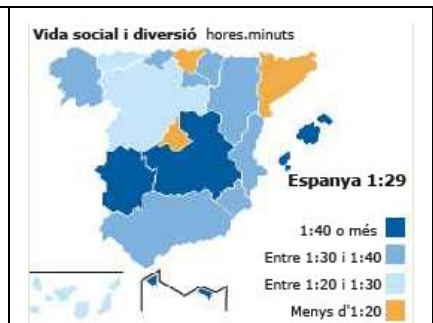 Vida social i diversió hores.minuts
Espanya 1:29
1:40 o més
Entre 1:30 i 1:40
Entre 1:20 i 1:30
Menys d'1:20